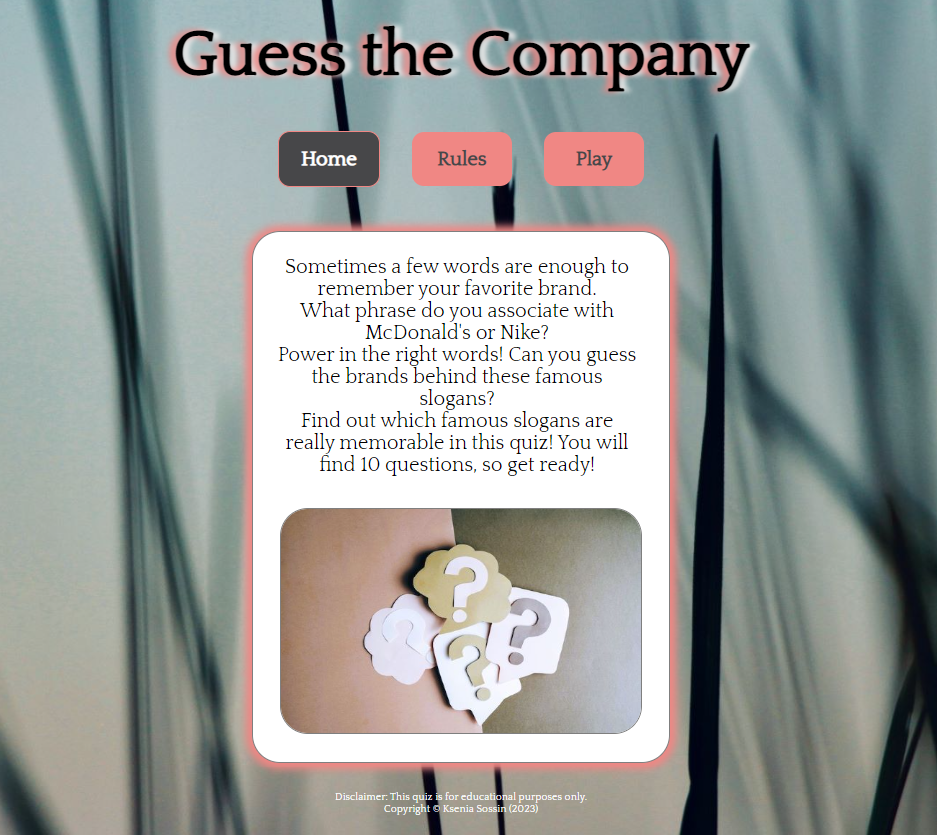 Guess the Company
Home Rules Play
Sometimes a few words are enough to
remember your favorite brand.
What phrase do you associate with
McDonald's or Nike?
Power in the right words! Can you guess
the brands behind these famous
slogans?
Find out which famous slogans are
really memorable in this quiz! You will
find 10 questions, so get ready!
?
?
?
?
Disclaimer: This quiz is for educational purposes only.
Copyright © Ksenia Sossin (2023)